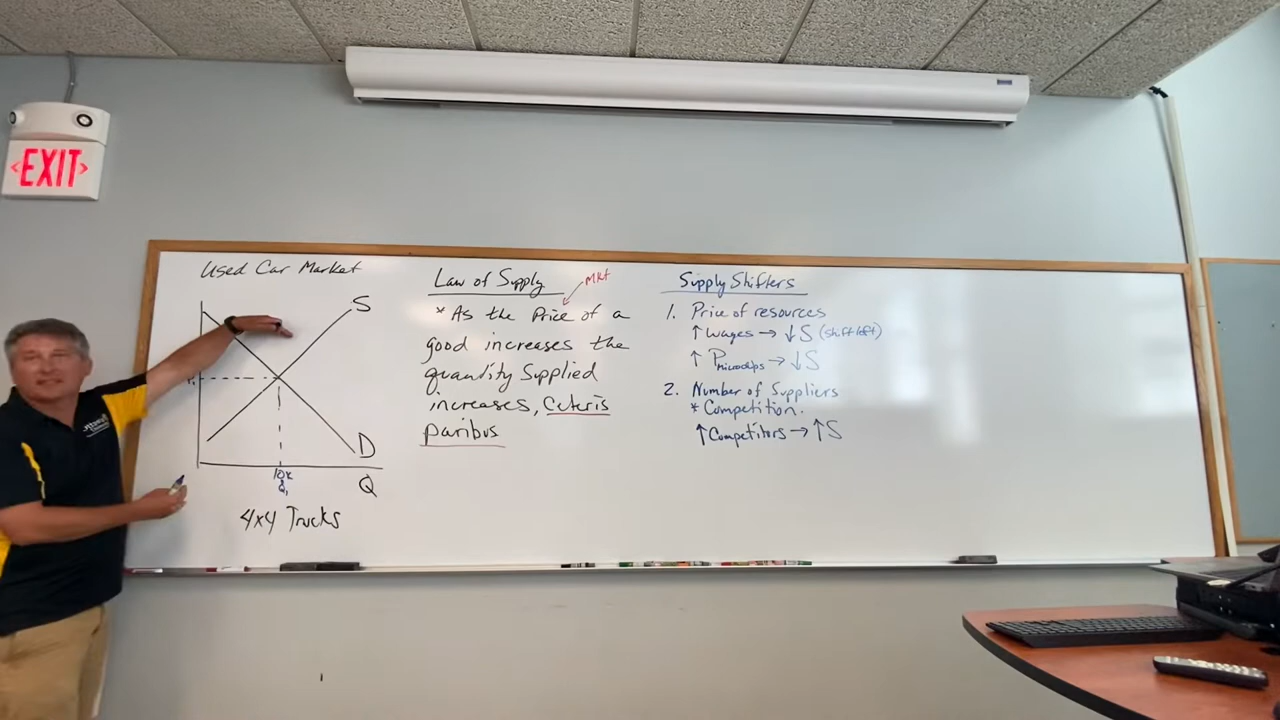 EXIT
Used Car Market
S
D
10k
Q1
Q
4x4 Trucks
Law of Supply
Mkt
* As the Price of a
good increases the
quantity Supplied
increases, Ceteris
paribus
Supply Shifters
1. Price of resources
↑ wages → ↓S (shift left)
↑ Pmicrochips → ↓S
2. Number of Suppliers
* Competition.
↑ Competitors → ↑S